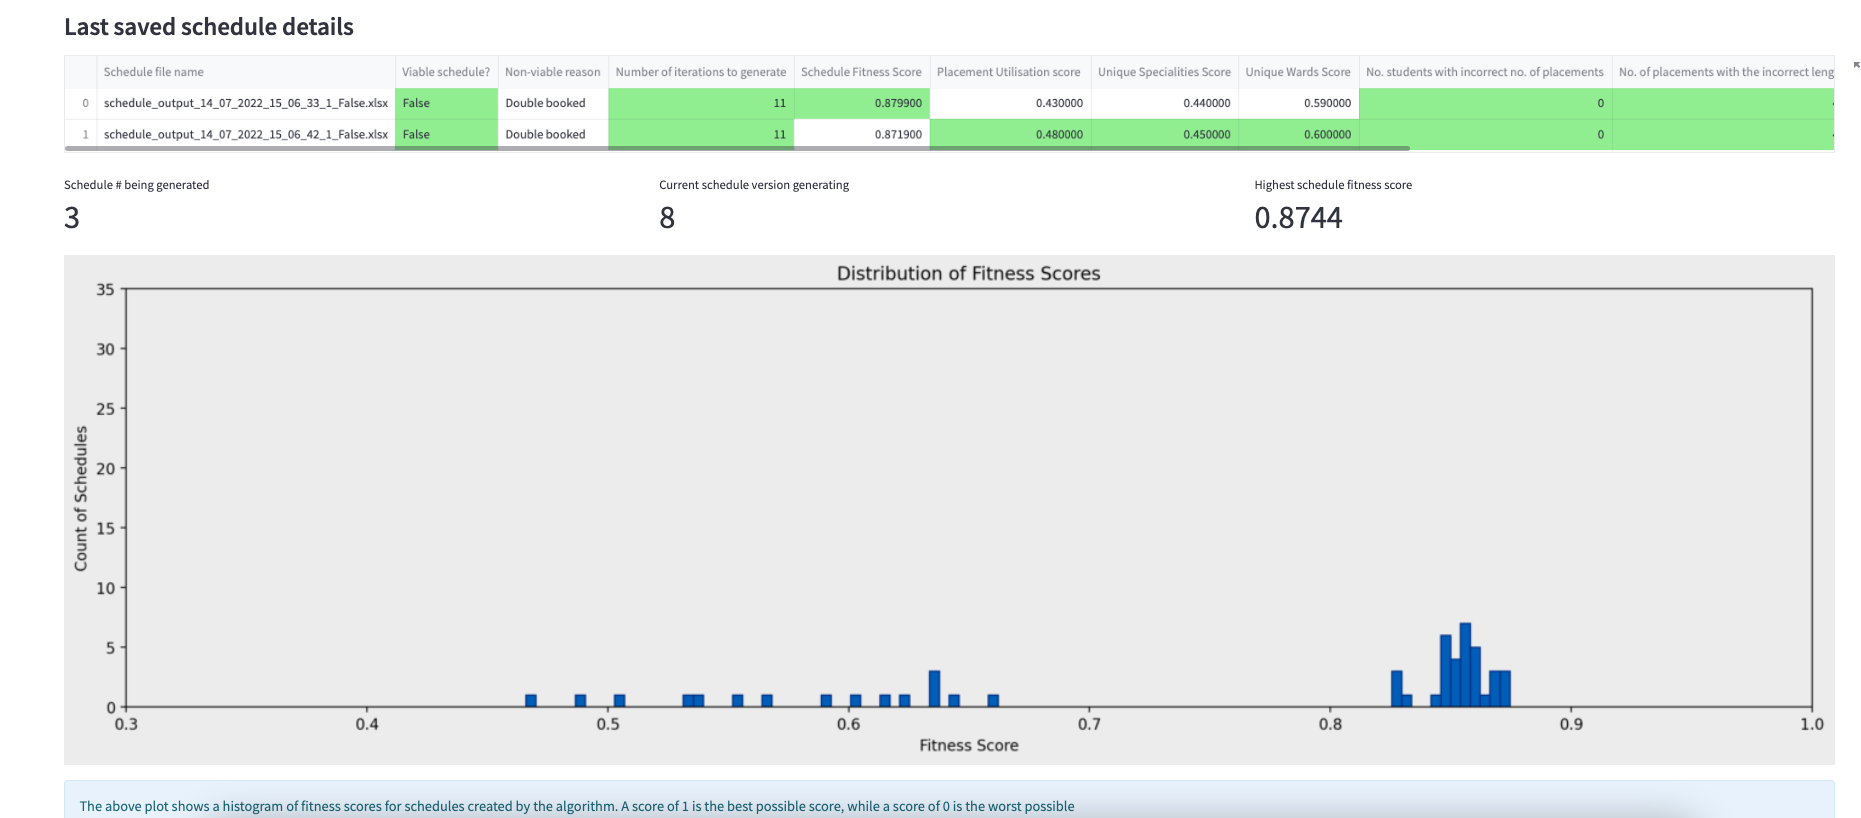 Last saved schedule details
Schedule file name Viable schedule? Non-viable reason Number of iterations to generate Schedule Fitness Score Placement Utilisation score Unique Specialities Score Unique Wards Score No. students with incorrect no. of placements No. of placements with the incorrect leng
0 schedule_output_14_07_2022_15_06_33_1_False.xlsx False Double booked 11 0.879900 0.430000 0.440000 0.590000 0
1 schedule_output_14_07_2022_15_06_42_1_False.xlsx False Double booked 11 0.871900 0.480000 0.450000 0.600000 0
Schedule # being generated Current schedule version generating Highest schedule fitness score
3 8 0.8744
Distribution of Fitness Scores
35
30
25
20
15
10
5
0
Count of Schedules
0.3 0.4 0.5 0.6 0.7 0.8 0.9 1.0
Fitness Score
The above plot shows a histogram of fitness scores for schedules created by the algorithm. A score of 1 is the best possible score, while a score of 0 is the worst possible